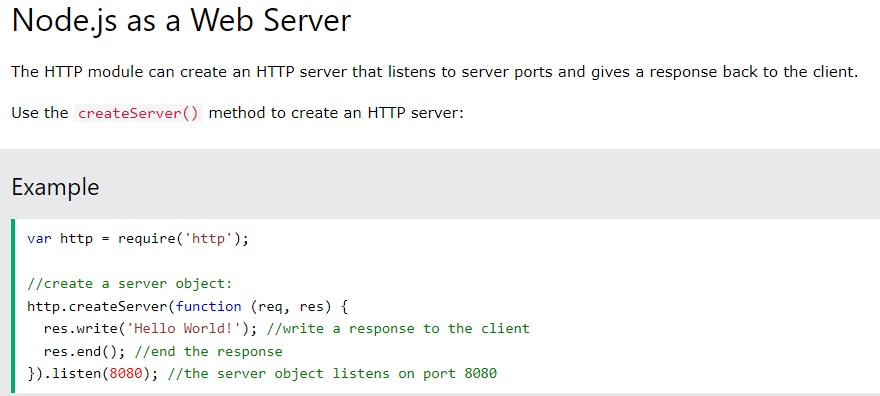 Node.js as a Web Server
The HTTP module can create an HTTP server that listens to server ports and gives a response back to the client.
Use the createServer() method to create an HTTP server:
Example
var http = require('http');
//create a server object:
http.createServer(function (req, res) {
  res.write('Hello World!'); //write a response to the client
  res.end(); //end the response
}).listen(8080); //the server object listens on port 8080